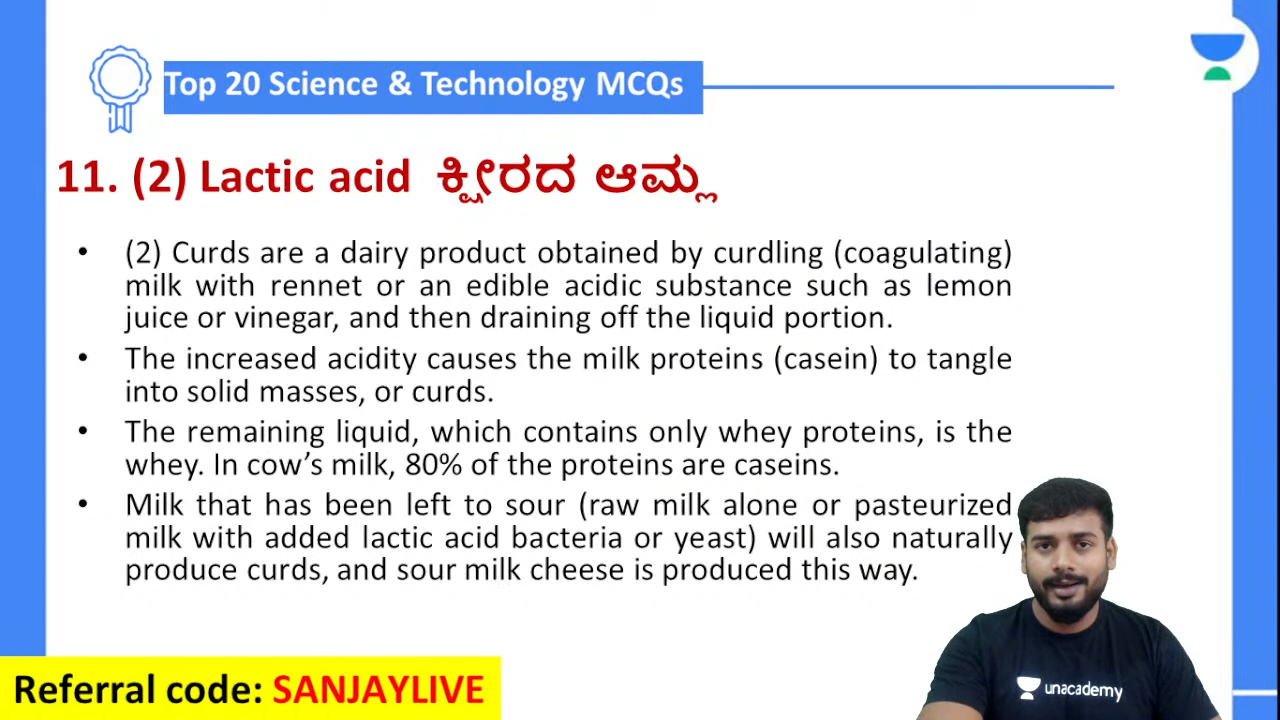 Top 20 Science & Technology MCQs
11. (2) Lactic acid ಕ್ಷೀರದ ಆಮ್ಲ
• (2) Curds are a dairy product obtained by curdling (coagulating)
milk with rennet or an edible acidic substance such as lemon
juice or vinegar, and then draining off the liquid portion.
• The increased acidity causes the milk proteins (casein) to tangle
into solid masses, or curds.
• The remaining liquid, which contains only whey proteins, is the
whey. In cow’s milk, 80% of the proteins are caseins.
• Milk that has been left to sour (raw milk alone or pasteurized
milk with added lactic acid bacteria or yeast) will also naturally
produce curds, and sour milk cheese is produced this way.
unacademy
Referral code: SANJAYLIVE